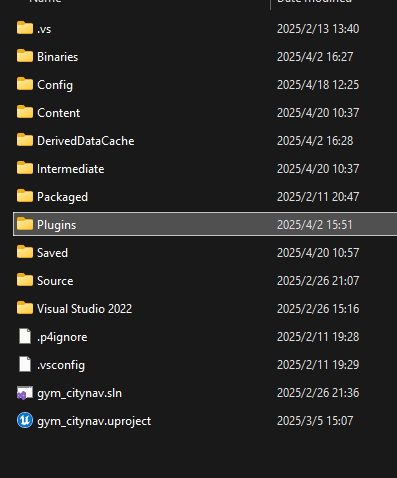 Name Date modified
.vs 2025/2/13 13:40
Binaries 2025/4/2 16:27
Config 2025/4/18 12:25
Content 2025/4/20 10:37
DerivedDataCache 2025/4/2 16:28
Intermediate 2025/4/20 10:37
Packaged 2025/2/11 20:47
Plugins 2025/4/2 15:51
Saved 2025/4/20 10:57
Source 2025/2/26 21:07
Visual Studio 2022 2025/2/26 15:16
.p4ignore 2025/2/11 19:28
.vsconfig 2025/2/11 19:29
gym_citynav.sln 2025/2/26 21:36
gym_citynav.uproject 2025/3/5 15:07